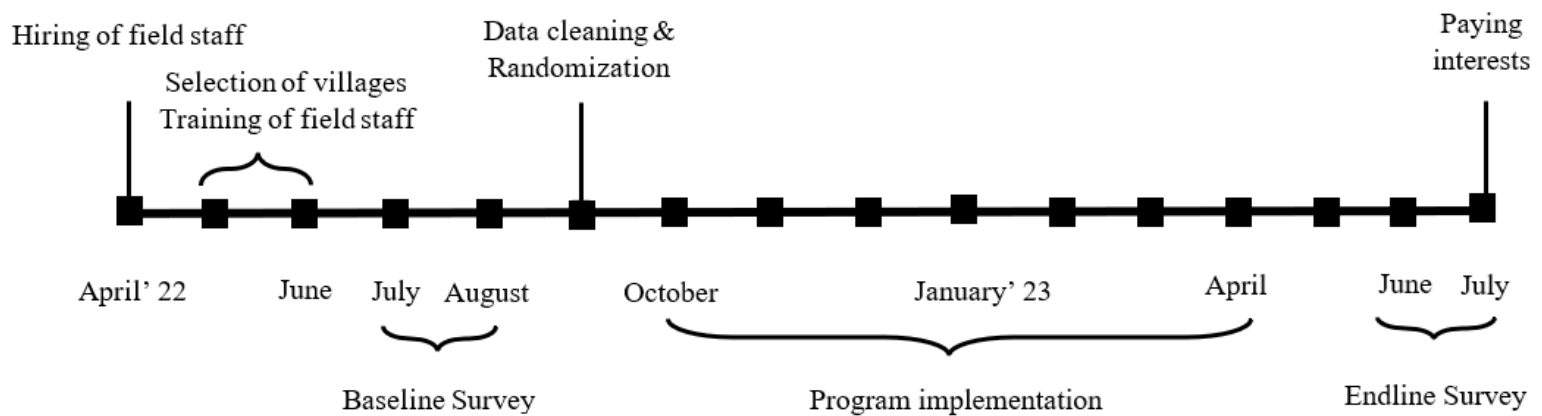 Hiring of field staff
Selection of villages
Training of field staff
Data cleaning &
Randomization
Paying
interests
April’ 22
June
July
August
October
January’ 23
April
June
July
Baseline Survey
Program implementation
Endline Survey